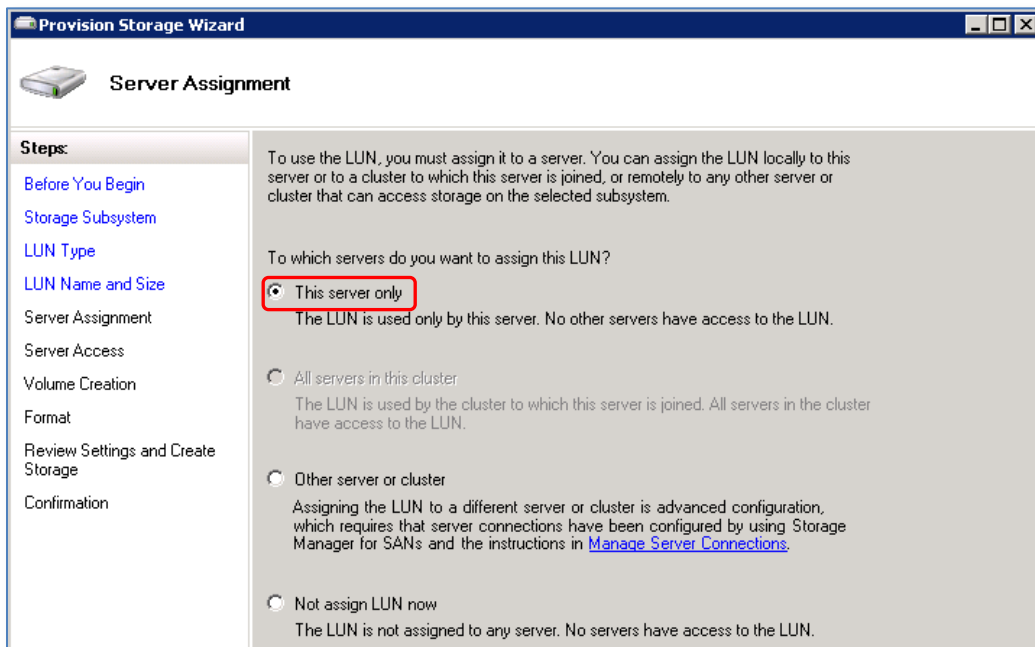 Provision Storage Wizard
Server Assignment
Steps:
Before You Begin
Storage Subsystem
LUN Type
LUN Name and Size
Server Assignment
Server Access
Volume Creation
Format
Review Settings and Create
Storage
Confirmation
To use the LUN, you must assign it to a server. You can assign the LUN locally to this
server or to a cluster to which this server is joined, or remotely to any other server or
cluster that can access storage on the selected subsystem.
To which servers do you want to assign this LUN?
This server only
The LUN is used only by this server. No other servers have access to the LUN.
All servers in this cluster
The LUN is used by the cluster to which this server is joined. All servers in the cluster
have access to the LUN.
Other server or cluster
Assigning the LUN to a different server or cluster is advanced configuration,
which requires that server connections have been configured by using Storage
Manager for SANs and the instructions in Manage Server Connections.
Not assign LUN now
The LUN is not assigned to any server. No servers have access to the LUN.